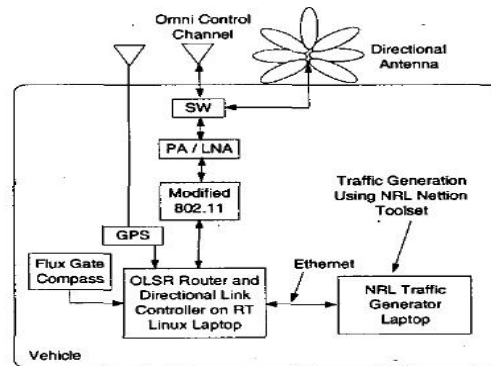 Omni Control
Channel
Directional
Antenna
SW
PA / LNA
Modified
802.11
Traffic Generation
Using NRL Nettion
Toolset
GPS
Flux Gate
Compass
OLSR Router and
Directional Link
Controller on RT
Linux Laptop
Ethernet
NRL Traffic
Generator
Laptop
Vehicle